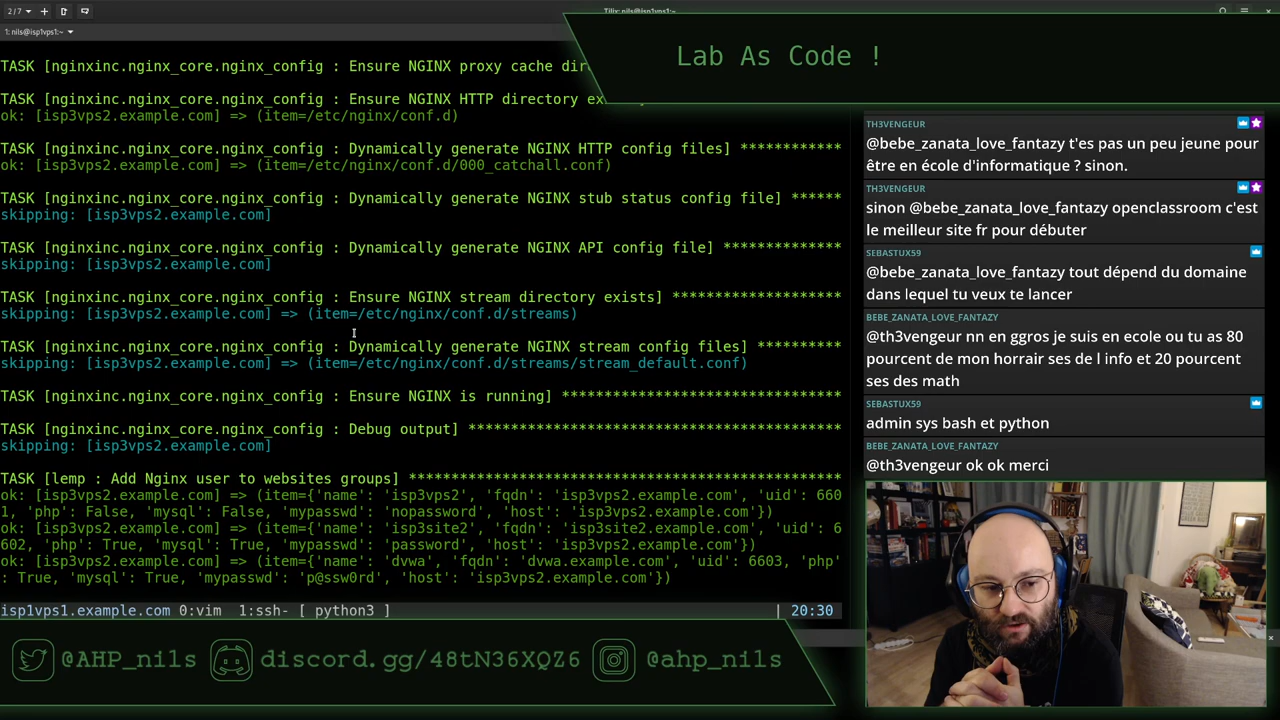 2/7
Tilix: nils@isp1vps1:~
1: nils@isp1vps1:~
Lab As Code !
TASK [nginxinc.nginx_core.nginx_config : Ensure NGINX proxy cache dir
TASK [nginxinc.nginx_core.nginx_config : Ensure NGINX HTTP directory ex
ok: [isp3vps2.example.com] => (item=/etc/nginx/conf.d)
TASK [nginxinc.nginx_core.nginx_config : Dynamically generate NGINX HTTP config files] ************
ok: [isp3vps2.example.com] => (item=/etc/nginx/conf.d/000_catchall.conf)
TASK [nginxinc.nginx_core.nginx_config : Dynamically generate NGINX stub status config file] ******
skipping: [isp3vps2.example.com]
TASK [nginxinc.nginx_core.nginx_config : Dynamically generate NGINX API config file] **************
skipping: [isp3vps2.example.com]
TASK [nginxinc.nginx_core.nginx_config : Ensure NGINX stream directory exists] ********************
skipping: [isp3vps2.example.com] => (item=/etc/nginx/conf.d/streams)
TASK [nginxinc.nginx_core.nginx_config : Dynamically generate NGINX stream config files] **********
skipping: [isp3vps2.example.com] => (item=/etc/nginx/conf.d/streams/stream_default.conf)
TASK [nginxinc.nginx_core.nginx_config : Ensure NGINX is running] *********************************
TASK [nginxinc.nginx_core.nginx_config : Debug output] ********************************************
skipping: [isp3vps2.example.com]
TASK [lemp : Add Nginx user to websites groups] ***************************************************
ok: [isp3vps2.example.com] => (item={'name': 'isp3vps2', 'fqdn': 'isp3vps2.example.com', 'uid': 660
1, 'php': False, 'mysql': False, 'mypasswd': 'nopassword', 'host': 'isp3vps2.example.com'})
ok: [isp3vps2.example.com] => (item={'name': 'isp3site2', 'fqdn': 'isp3site2.example.com', 'uid': 6
602, 'php': True, 'mysql': True, 'mypasswd': 'password', 'host': 'isp3vps2.example.com'})
ok: [isp3vps2.example.com] => (item={'name': 'dvwa', 'fqdn': 'dvwa.example.com', 'uid': 6603, 'php'
: True, 'mysql': True, 'mypasswd': 'p@ssw0rd', 'host': 'isp3vps2.example.com'})
isp1vps1.example.com 0:vim  1:ssh- [ python3 ] | 20:30
TH3VENGEUR
@bebe_zanata_love_fantazy t'es pas un peu jeune pour
être en école d'informatique ? sinon.
TH3VENGEUR
sinon @bebe_zanata_love_fantazy openclassroom c'est
le meilleur site fr pour débuter
SEBASTUX59
@bebe_zanata_love_fantazy tout dépend du domaine
dans lequel tu veux te lancer
BEBE_ZANATA_LOVE_FANTAZY
@th3vengeur nn en ggros je suis en ecole ou tu as 80
pourcent de mon horrair ses de l info et 20 pourcent
ses des math
SEBASTUX59
admin sys bash et python
BEBE_ZANATA_LOVE_FANTAZY
@th3vengeur ok ok merci
@AHP_nils
discord.gg/48tN36XQZ6
@ahp_nils